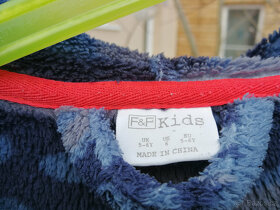 F&F Kids
UK US EU
5-6Y 6 5-6Y
MADE IN CHINA